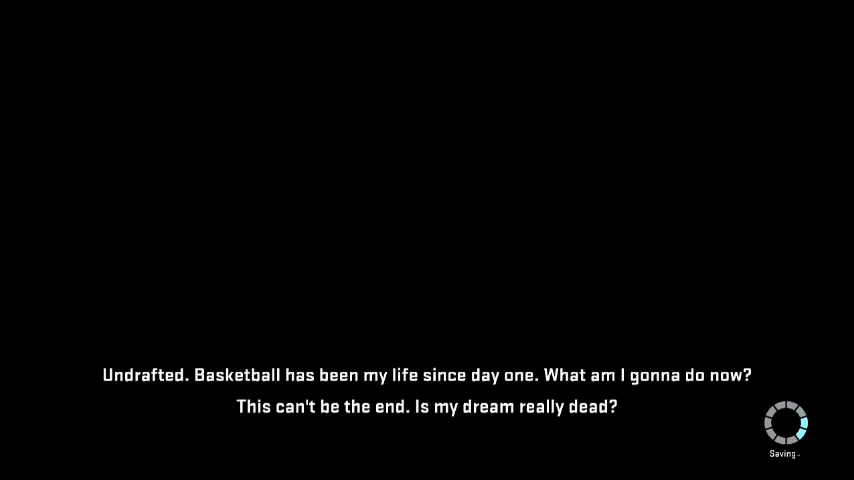 Undrafted. Basketball has been my life since day one. What am I gonna do now?
This can't be the end. Is my dream really dead?
Saving..